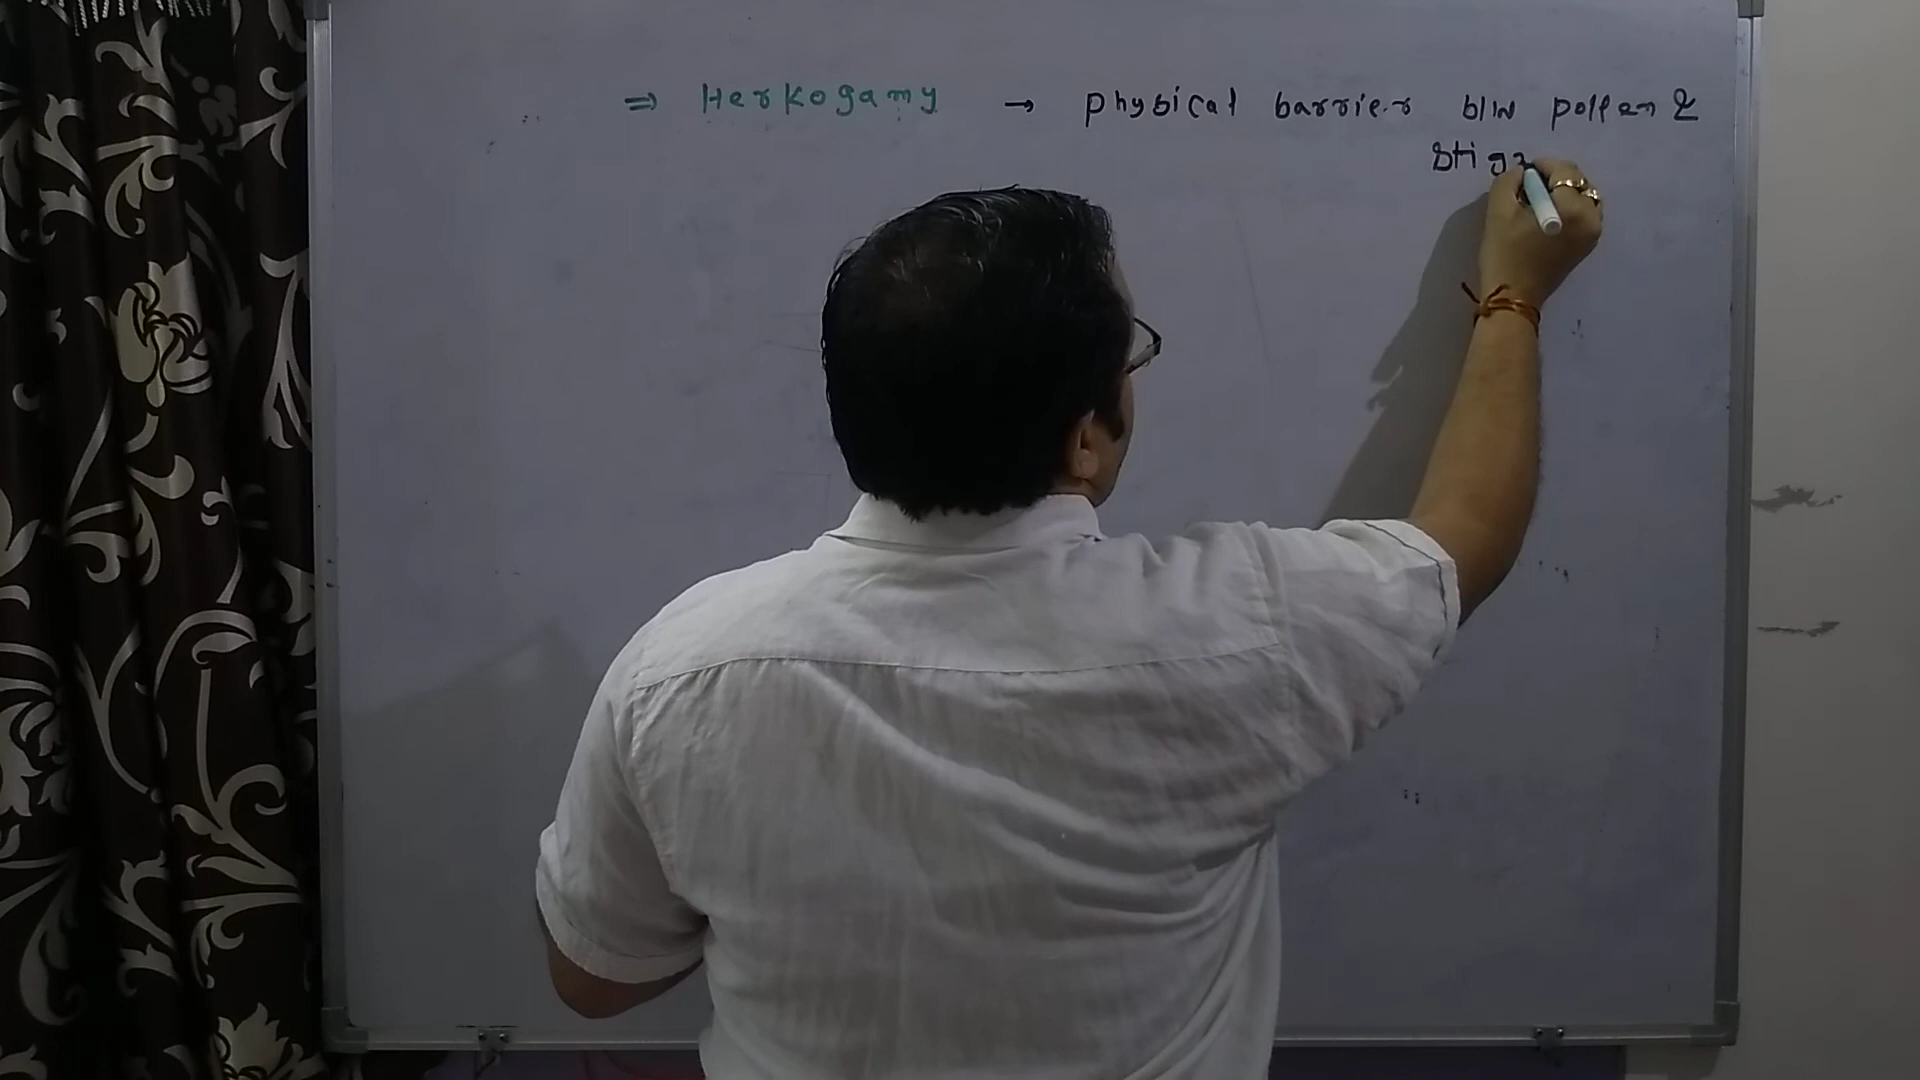 ⇒ Herkogamy → Physical barrier b/w pollen &
Stig